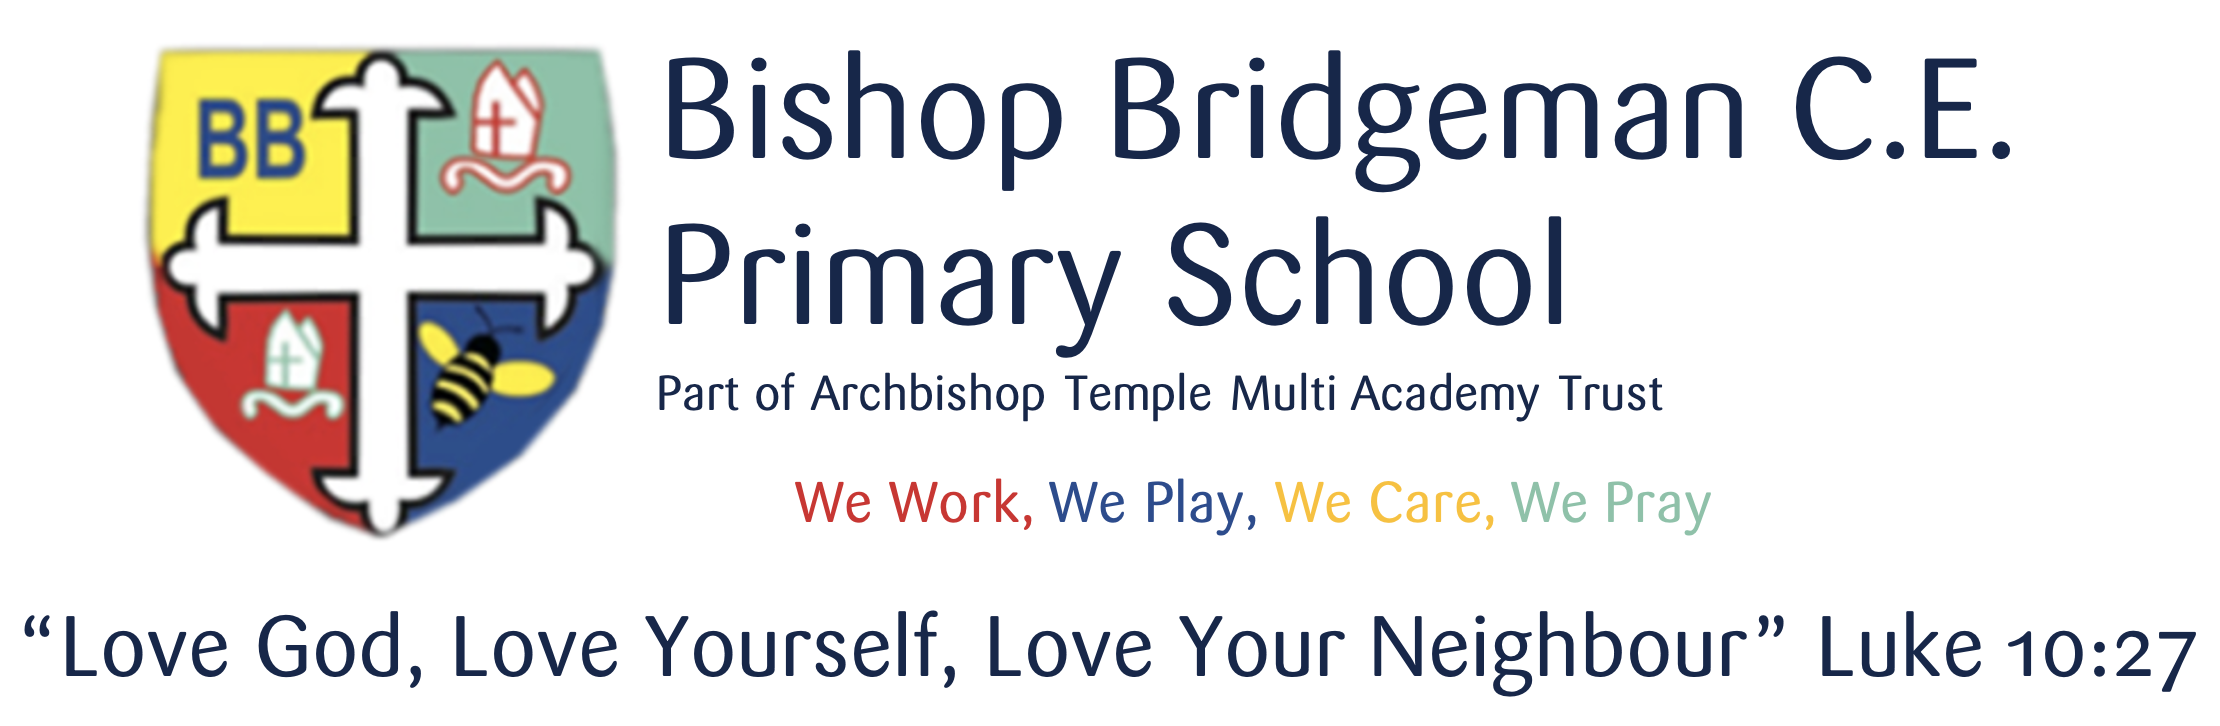 BB
Bishop Bridgeman C.E.
Primary School
Part of Archbishop Temple Multi Academy Trust
We Work, We Play, We Care, We Pray
“Love God, Love Yourself, Love Your Neighbour” Luke 10:27